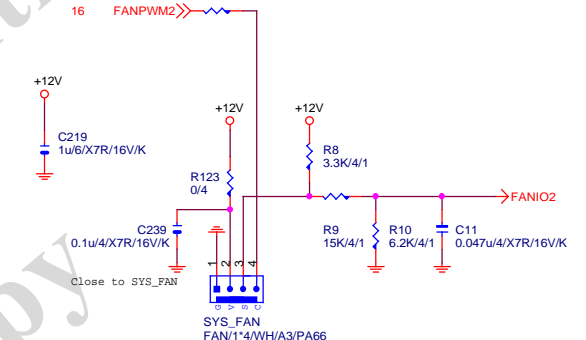 16 FANPWM2
+12V
C219
1u/6/X7R/16V/K
+12V
+12V
R8
3.3K/4/1
R123
0/4
FANIO2
C239
0.1u/4/X7R/16V/K
R9
15K/4/1
R10
6.2K/4/1
C11
0.047u/4/X7R/16V/K
Close to SYS_FAN
1 2 3 4
G V S C
SYS_FAN
FAN/1*4/WH/A3/PA66
by